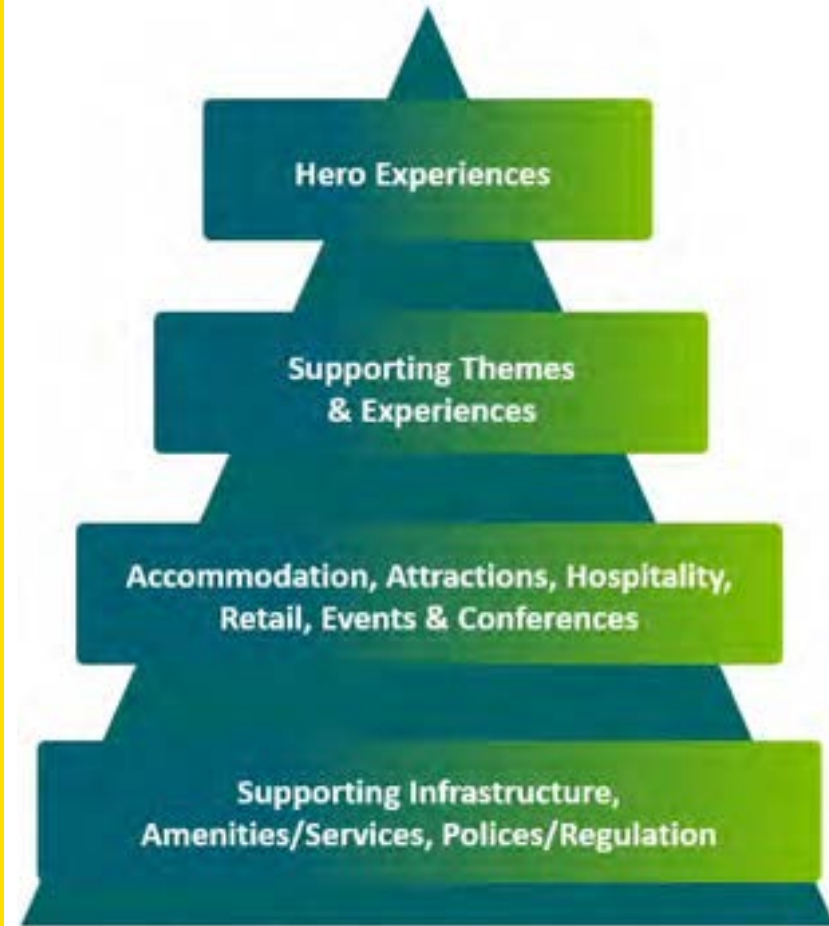 Hero Experiences
Supporting Themes
& Experiences
Accommodation, Attractions, Hospitality,
Retail, Events & Conferences
Supporting Infrastructure,
Amenities/Services, Polices/Regulation